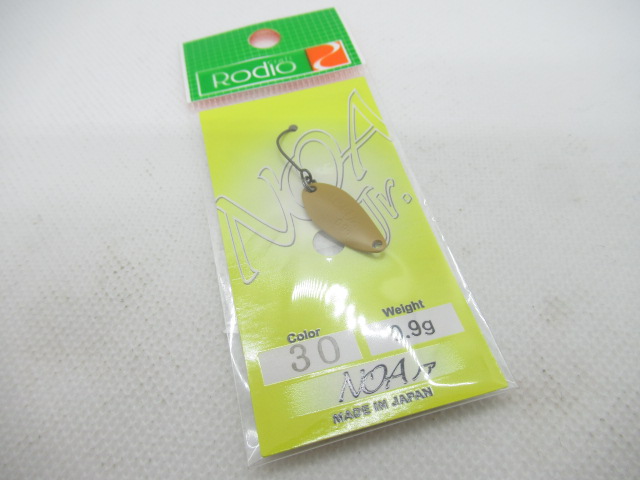 Rodio
NOA
Jr.
Color
Weight
30
0.9g
NOA Jr
MADE IN JAPAN